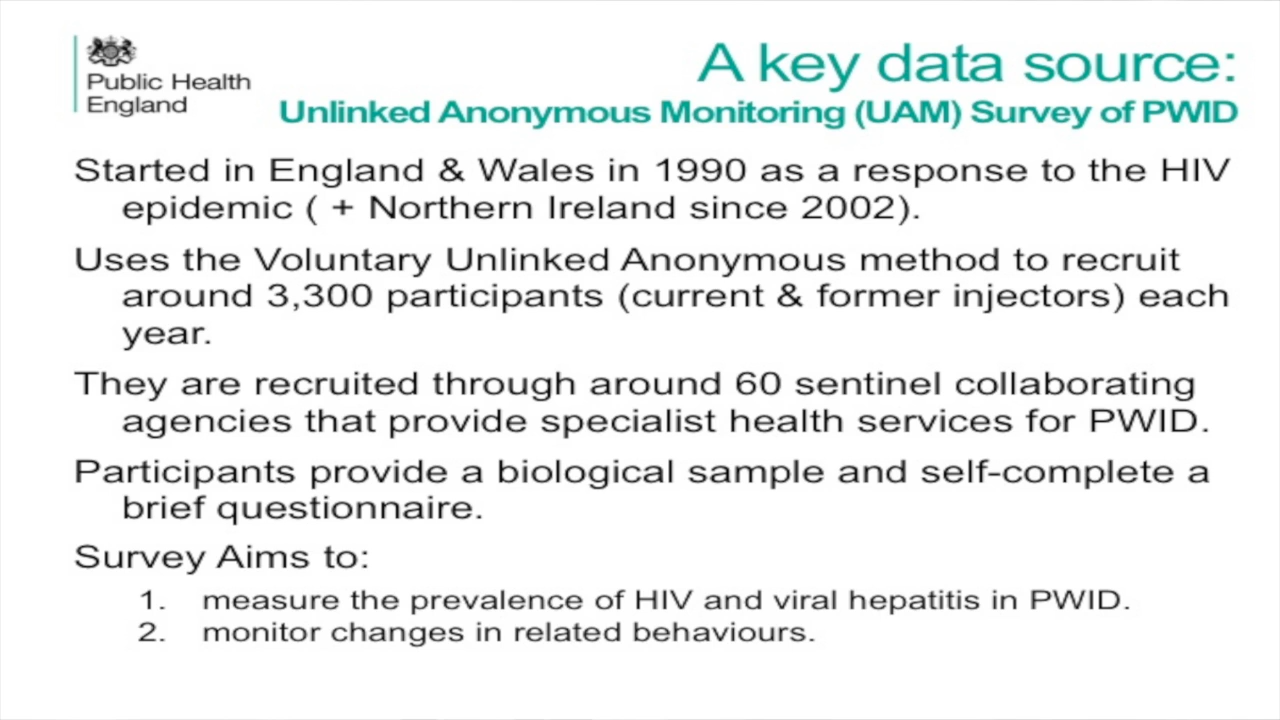 Public Health
England
A key data source:
Unlinked Anonymous Monitoring (UAM) Survey of PWID
Started in England & Wales in 1990 as a response to the HIV
epidemic ( + Northern Ireland since 2002).
Uses the Voluntary Unlinked Anonymous method to recruit
around 3,300 participants (current & former injectors) each
year.
They are recruited through around 60 sentinel collaborating
agencies that provide specialist health services for PWID.
Participants provide a biological sample and self-complete a
brief questionnaire.
Survey Aims to:
1. measure the prevalence of HIV and viral hepatitis in PWID.
2. monitor changes in related behaviours.